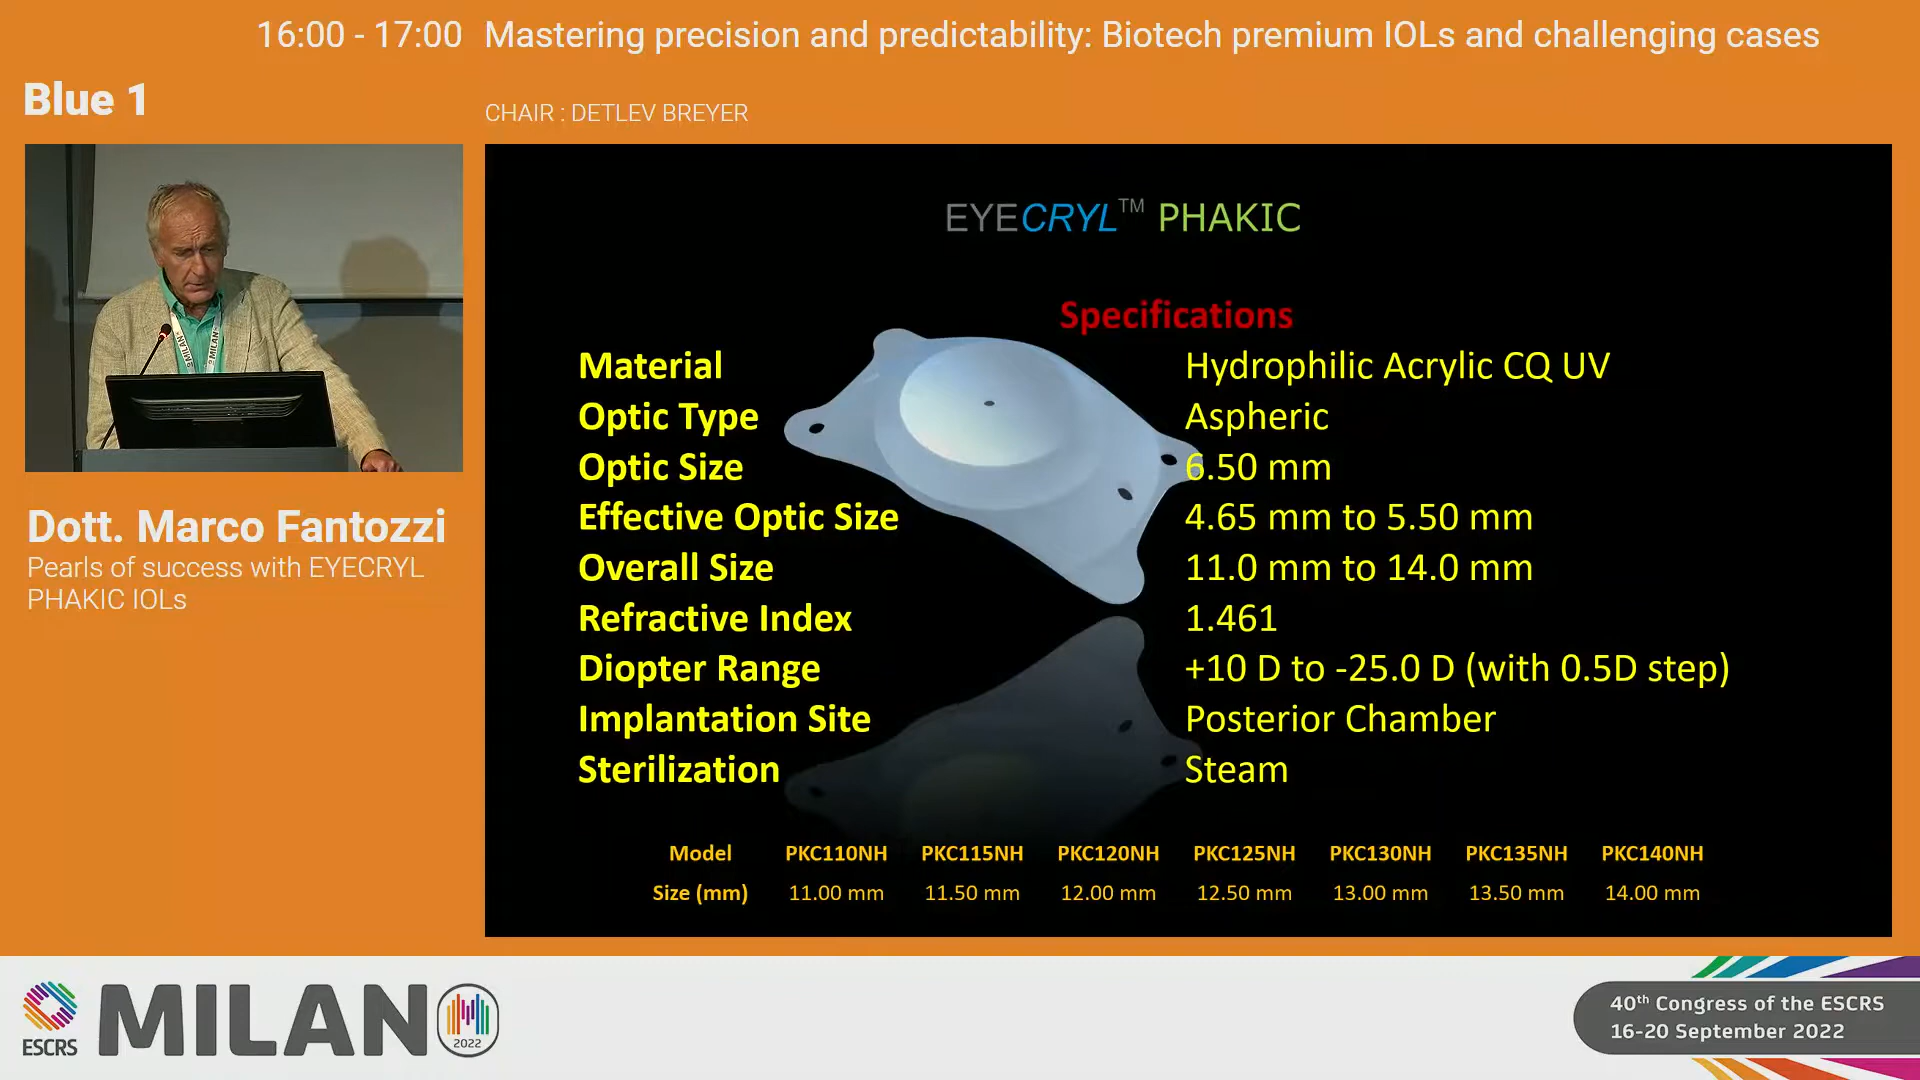 16:00 - 17:00 Mastering precision and predictability: Biotech premium IOLs and challenging cases
Blue 1
CHAIR : DETLEV BREYER
MILAN
MILAN
Dott. Marco Fantozzi
Pearls of success with EYECRYL
PHAKIC IOLs
EYECRYL™ PHAKIC
Specifications
Material Hydrophilic Acrylic CQ UV
Optic Type Aspheric
Optic Size 6.50 mm
Effective Optic Size 4.65 mm to 5.50 mm
Overall Size 11.0 mm to 14.0 mm
Refractive Index 1.461
Diopter Range +10 D to -25.0 D (with 0.5D step)
Implantation Site Posterior Chamber
Sterilization Steam
Model PKC110NH PKC115NH PKC120NH PKC125NH PKC130NH PKC135NH PKC140NH
Size (mm) 11.00 mm 11.50 mm 12.00 mm 12.50 mm 13.00 mm 13.50 mm 14.00 mm
ESCRS
MILANO
2022
40th Congress of the ESCRS
16-20 September 2022